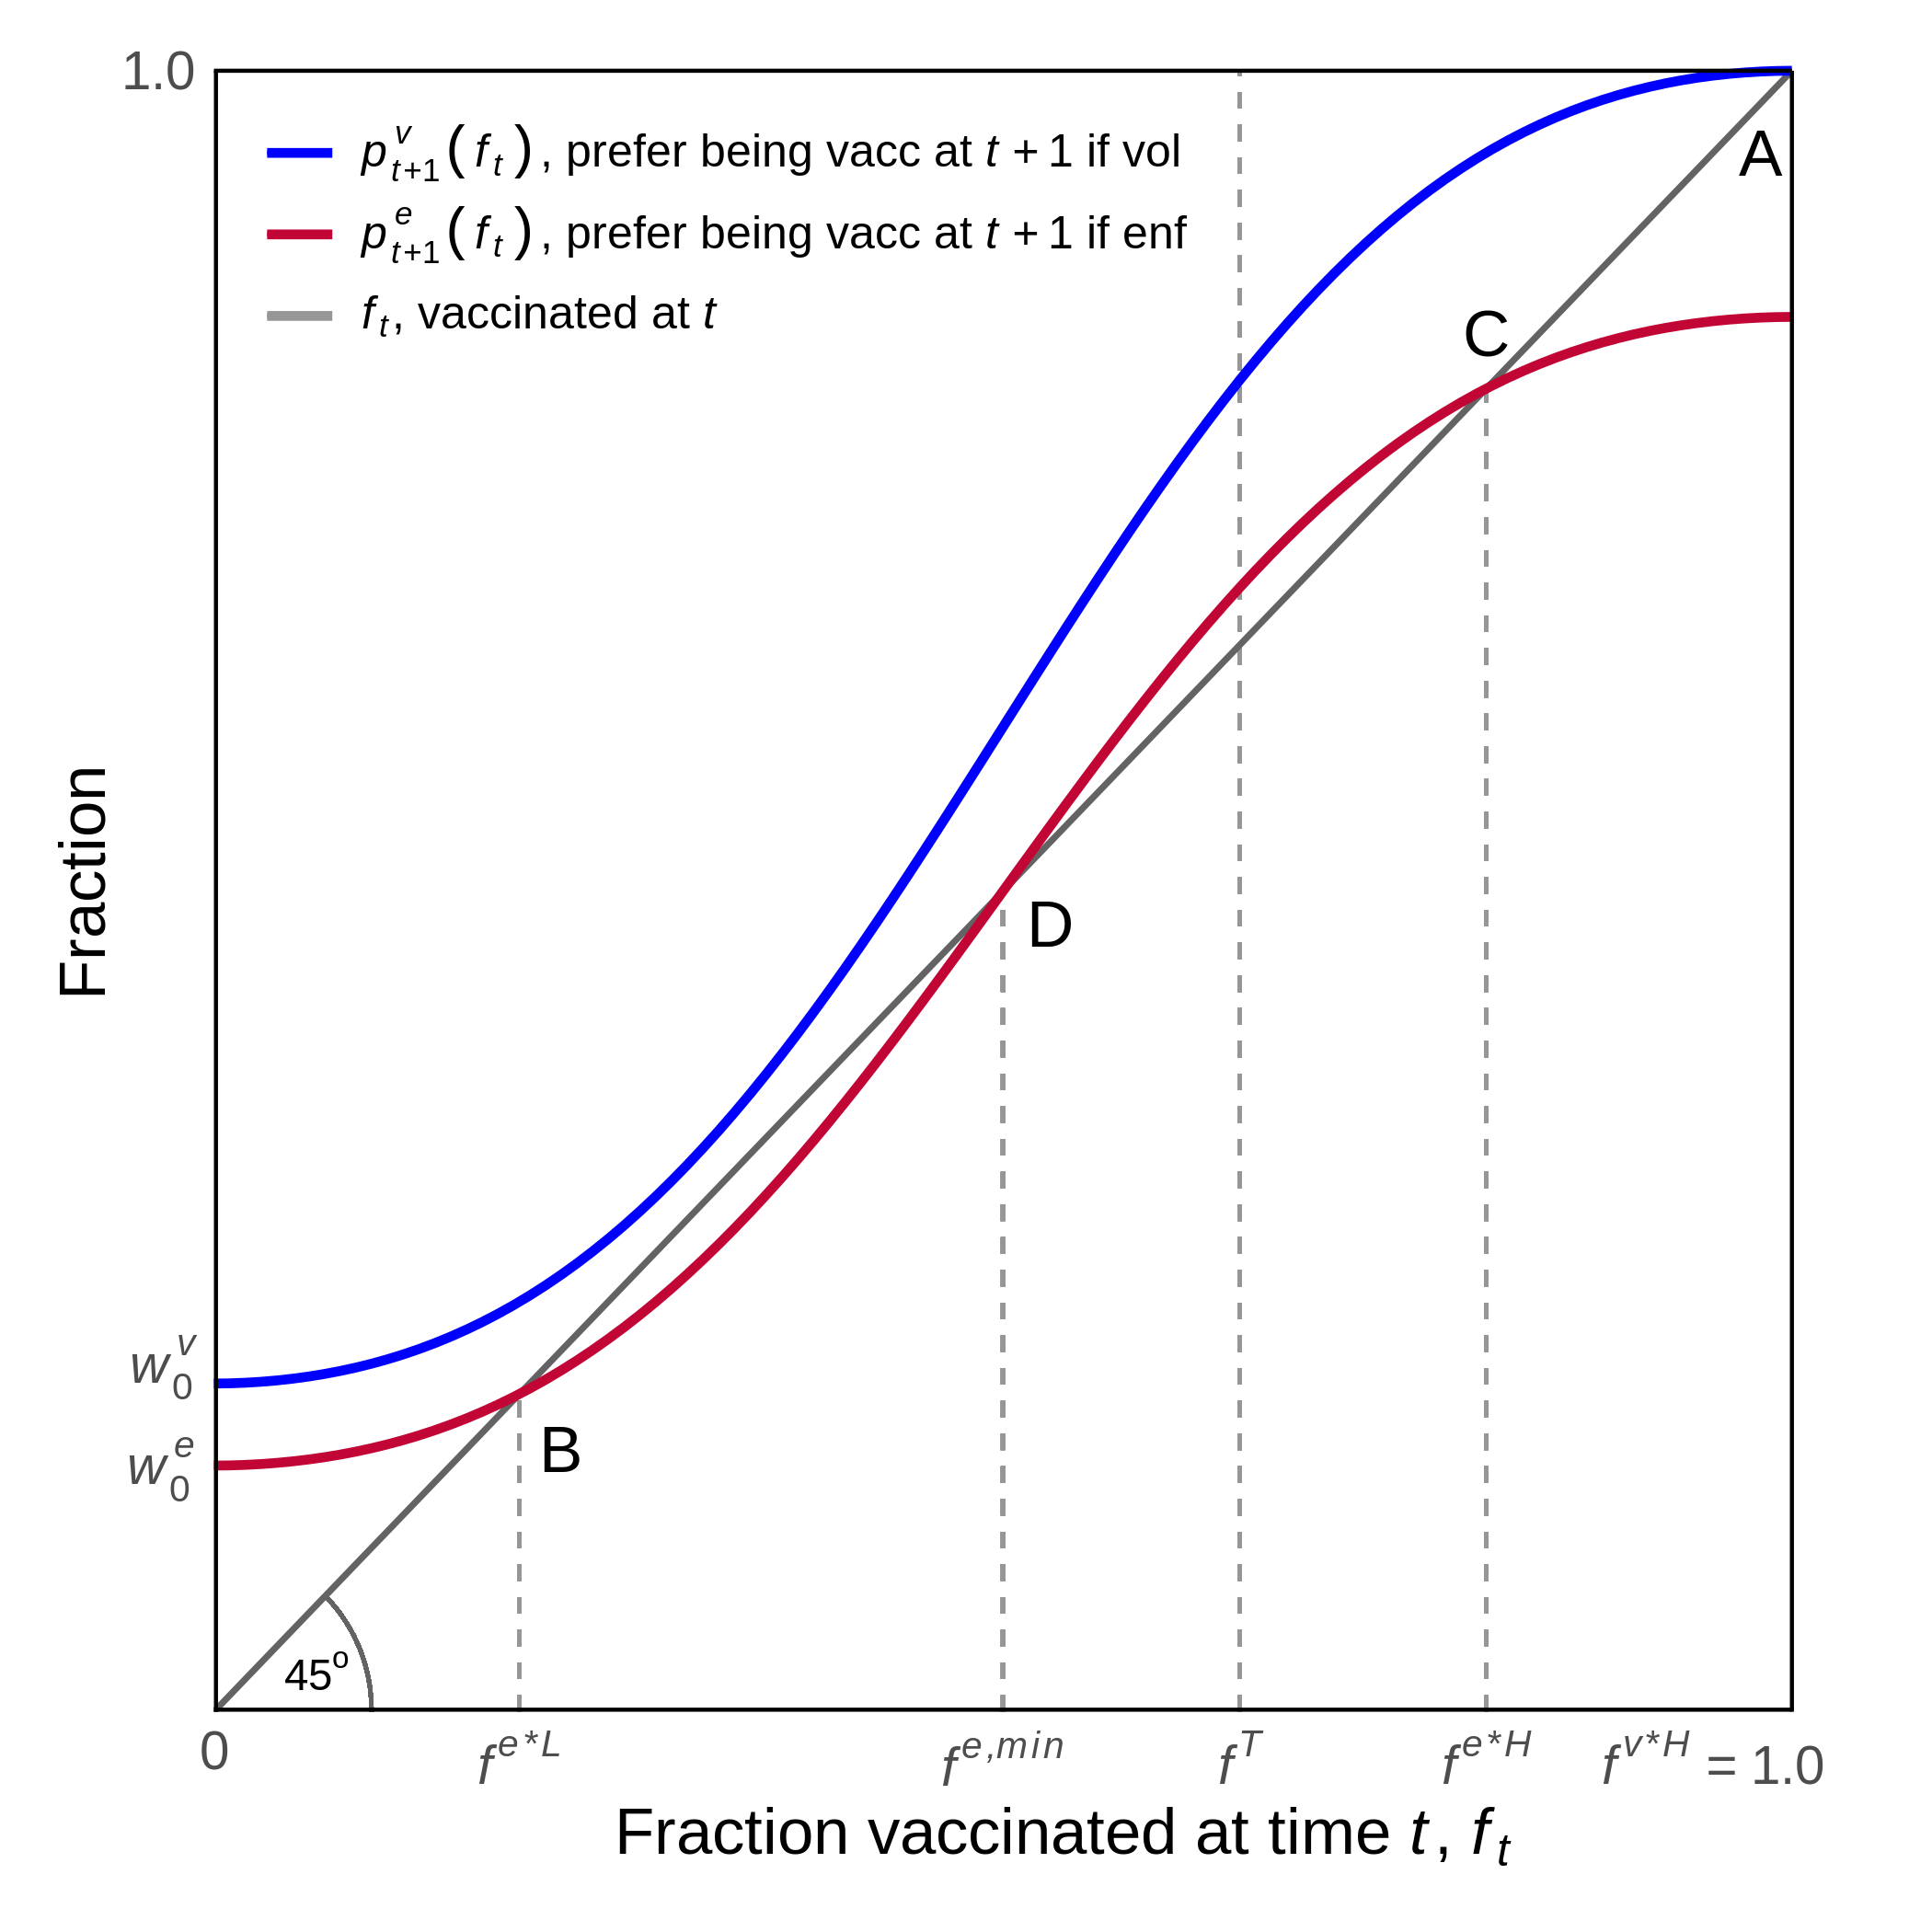 1.0
p^v_{t+1}(f_t), prefer being vacc at t + 1 if vol
p^e_{t+1}(f_t), prefer being vacc at t + 1 if enf
f_t, vaccinated at t
A
C
D
B
Fraction
w^v_0
w^e_0
45°
0
f^{e*L}
f^{e,min}
f^T
f^{e*H}
f^{v*H} = 1.0
Fraction vaccinated at time t, f_t